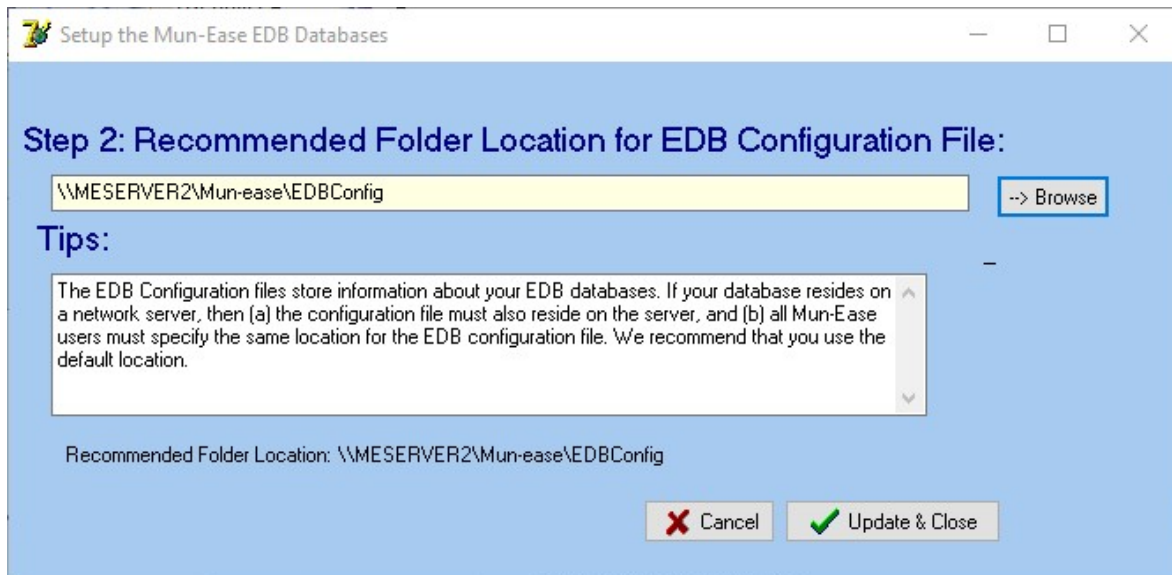 Setup the Mun-Ease EDB Databases
Step 2: Recommended Folder Location for EDB Configuration File:
\\MESERVER2\Mun-ease\EDBConfig
--> Browse
Tips:
The EDB Configuration files store information about your EDB databases. If your database resides on
a network server, then (a) the configuration file must also reside on the server, and (b) all Mun-Ease
users must specify the same location for the EDB configuration file. We recommend that you use the
default location.
Recommended Folder Location: \\MESERVER2\Mun-ease\EDBConfig
Cancel
Update & Close